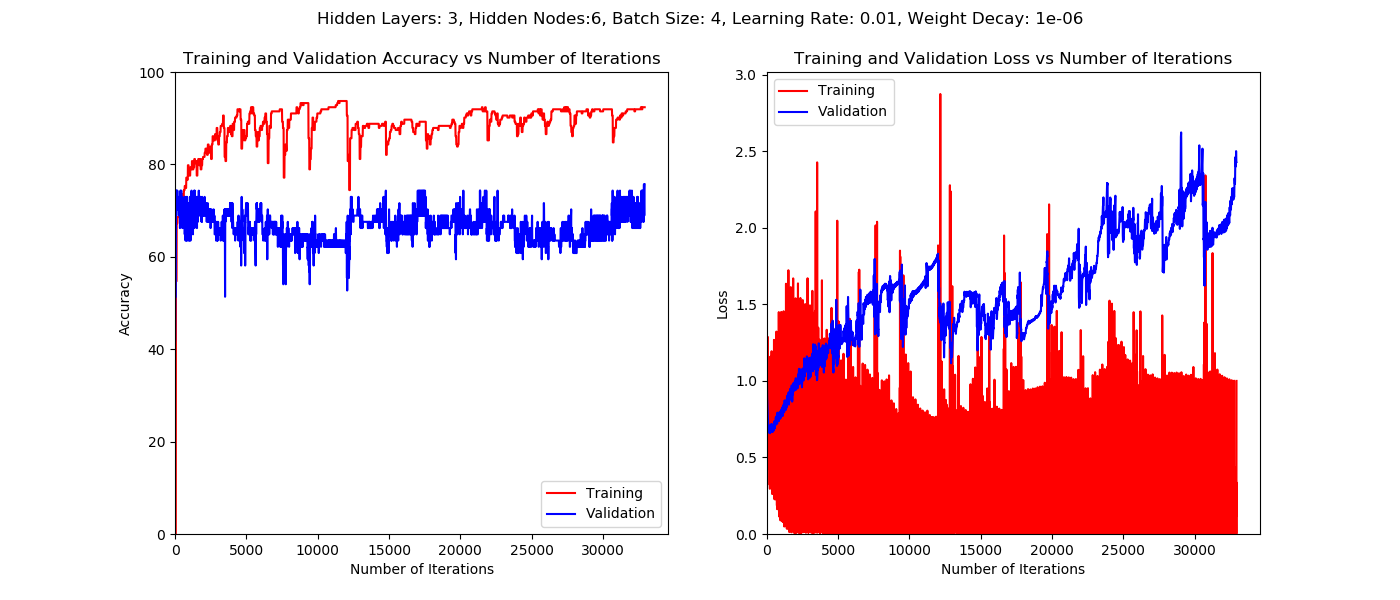 Hidden Layers: 3, Hidden Nodes:6, Batch Size: 4, Learning Rate: 0.01, Weight Decay: 1e-06
Training and Validation Accuracy vs Number of Iterations
100
80
60
40
20
0
Accuracy
0 5000 10000 15000 20000 25000 30000
Number of Iterations
Training
Validation
Training and Validation Loss vs Number of Iterations
3.0
2.5
2.0
1.5
1.0
0.5
0.0
Loss
0 5000 10000 15000 20000 25000 30000
Number of Iterations
Training
Validation